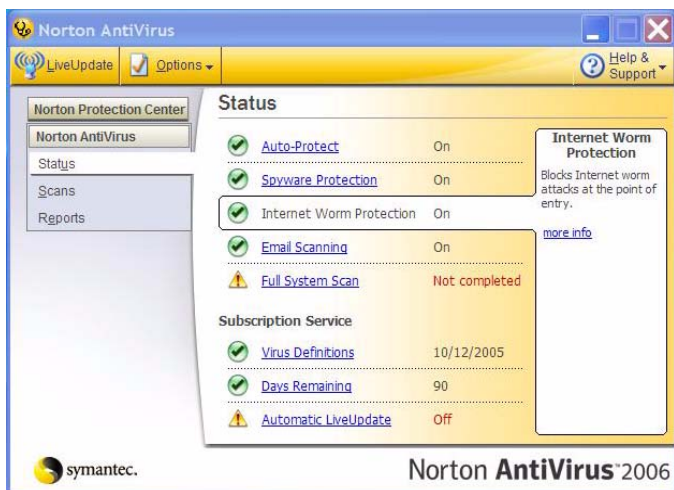 Norton AntiVirus
LiveUpdate
Options
Help & Support
Norton Protection Center
Norton AntiVirus
Status
Scans
Reports
Status
Auto-Protect On
Spyware Protection On
Internet Worm Protection On
Email Scanning On
Full System Scan Not completed
Subscription Service
Virus Definitions 10/12/2005
Days Remaining 90
Automatic LiveUpdate Off
Internet Worm
Protection
Blocks Internet worm
attacks at the point of
entry.
more info
symantec.
Norton AntiVirus™2006